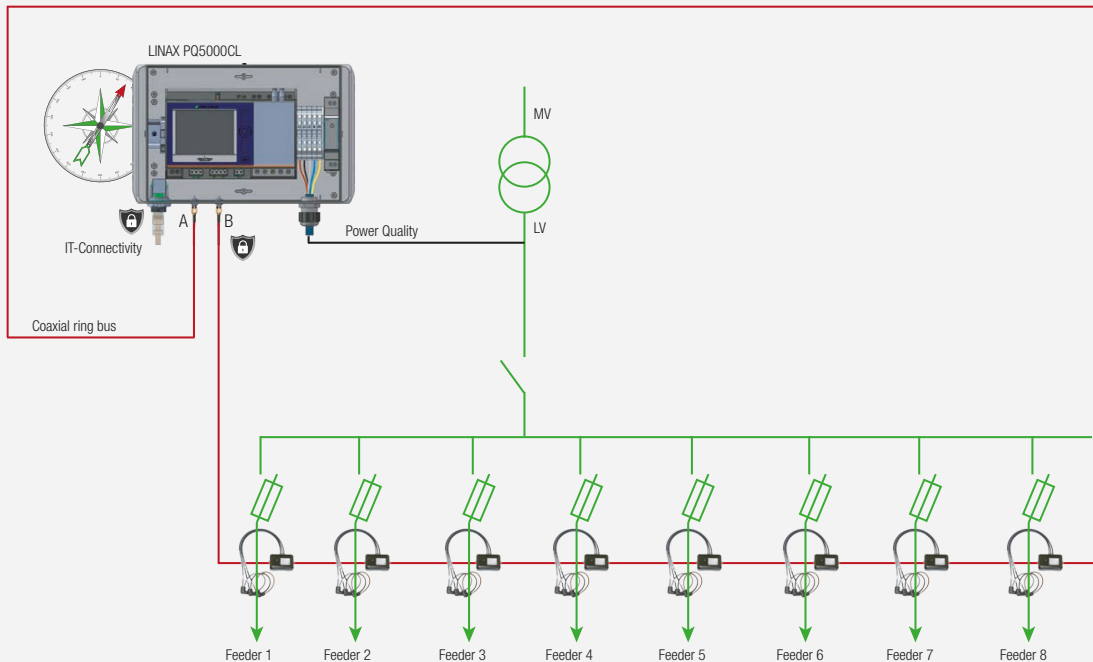 LINAX PQ5000CL
MV
LV
A
B
IT-Connectivity
Power Quality
Coaxial ring bus
Feeder 1
Feeder 2
Feeder 3
Feeder 4
Feeder 5
Feeder 6
Feeder 7
Feeder 8